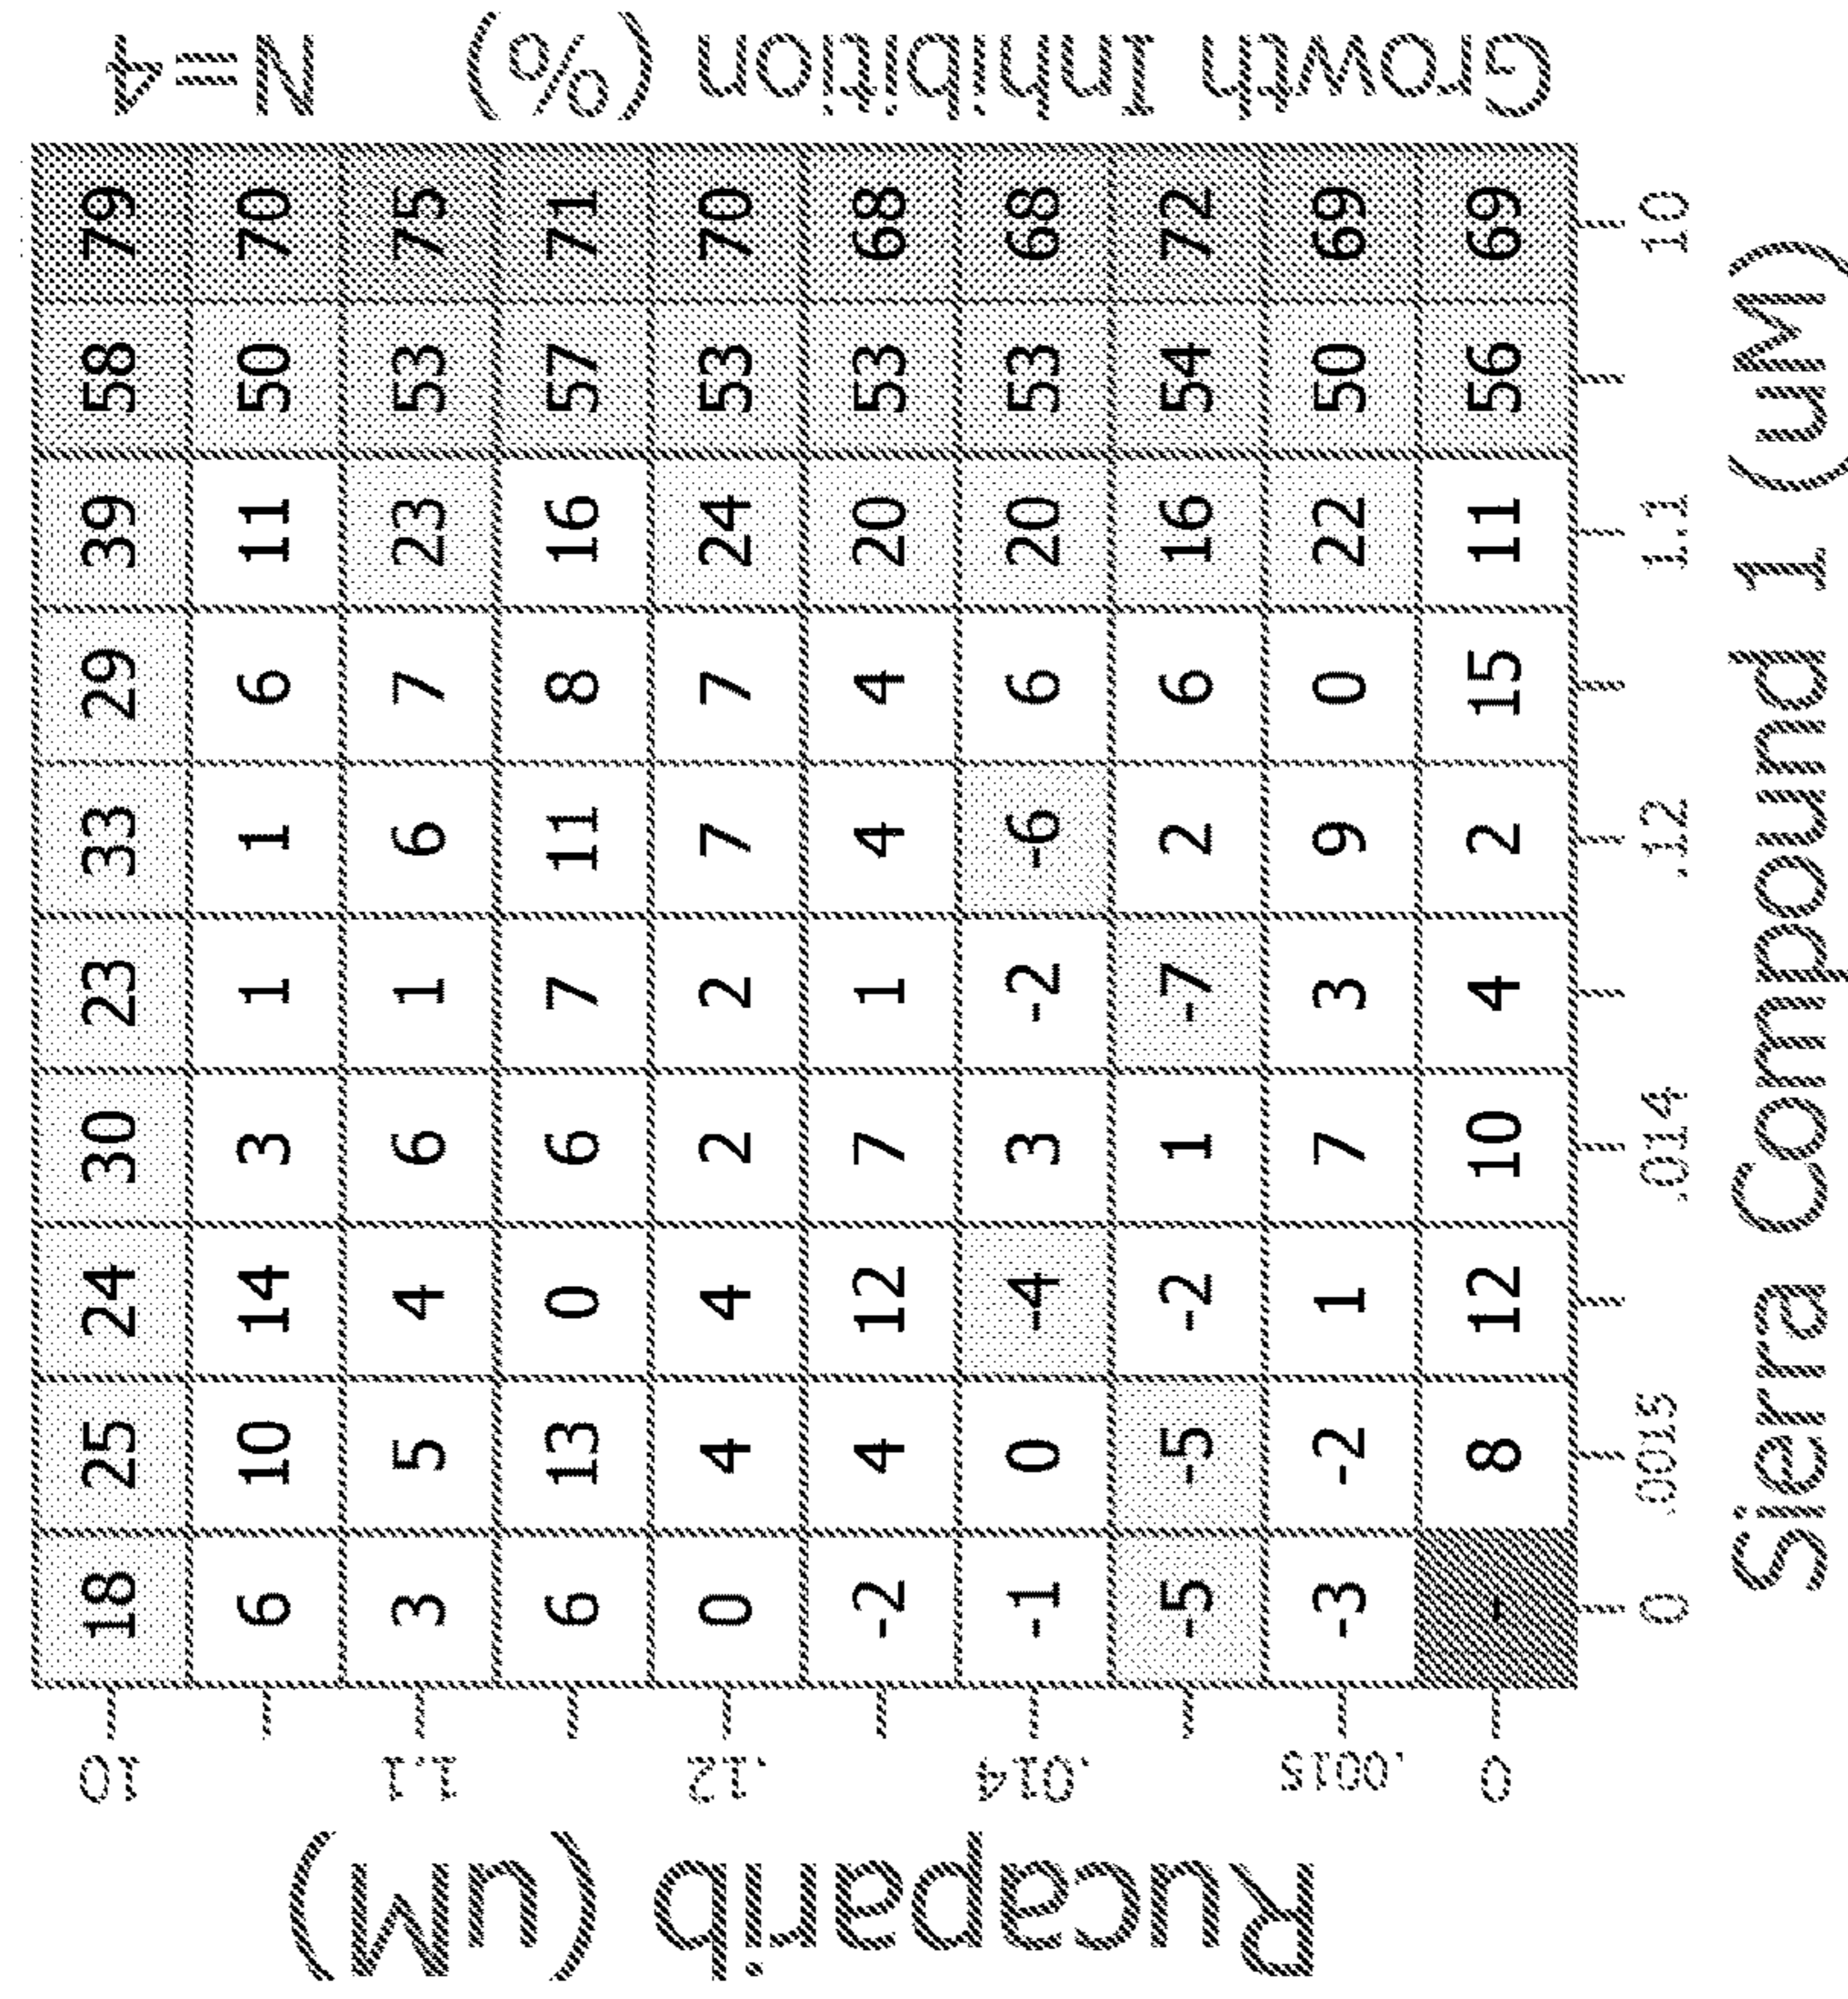 Rucaparib (uM)
10 18 25 24 30 23 33 29 39 58 79
6 10 14 3 1 1 6 11 50 70
1.1 3 5 4 6 1 6 7 23 53 75
6 13 0 6 7 11 8 16 57 71
.12 0 4 4 2 2 7 7 24 53 70
-2 4 12 7 1 4 4 20 53 68
.014 -1 0 -4 3 -2 -6 6 20 53 68
-5 -5 -2 1 -7 2 6 16 54 72
.0015 -3 -2 1 7 3 9 0 22 50 69
0 - 8 12 10 4 2 15 11 56 69
0 .0015 .014 .12 1.1 10
Sierra Compound 1 (uM)
Growth Inhibition (%) N=4